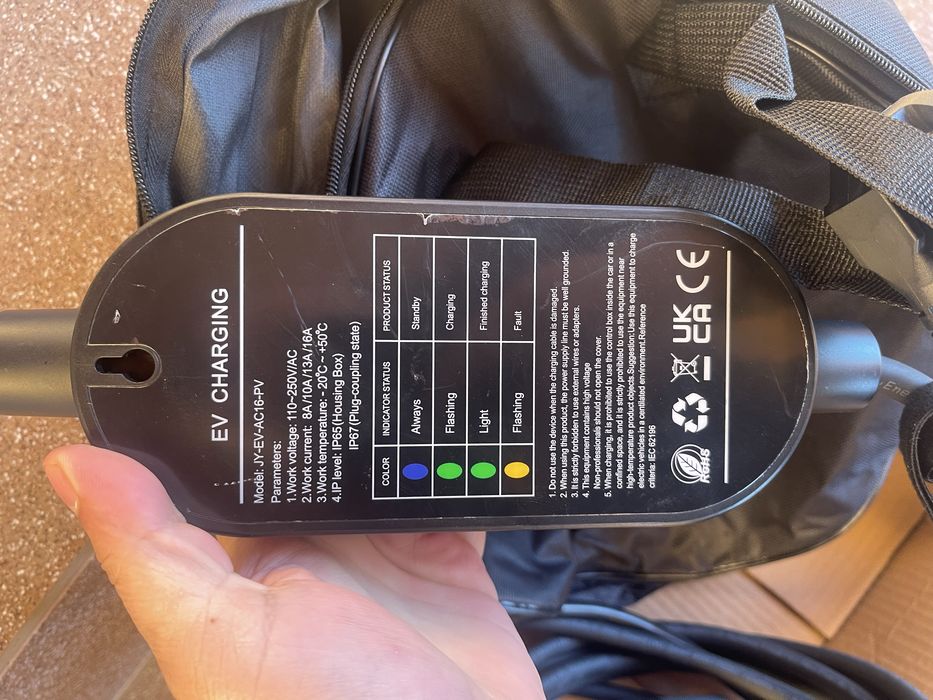 EV CHARGING
Model: JY-EV-AC16-PV
Parameters:
1.Work voltage: 110~250V/AC
2.Work current: 8A/10A/13A/16A
3.Work temperature: - 20°C ~ +50°C
4.IP level: IP65(Housing Box)
IP67(Plug-coupling state)
COLOR INDICATOR STATUS PRODUCT STATUS
Always Standby
Flashing Charging
Light Finished charging
Flashing Fault
1. Do not use the device when the charging cable is damaged.
2. When using this product, the power supply line must be well grounded.
3. It is strictly forbidden to use external wires or adapters.
4. This equipment contains high voltage
Non-professionals should not open the cover.
5. When charging, it is prohibited to use the control box inside the car or in a
confined space, and it is strictly prohibited to use the equipment near
high-temperature product objects.Suggestion:Use this equipment to charge
electric vehicles in a ventilated environment.Reference
criteria: IEC 62196
RoHS
UK
CA
CE